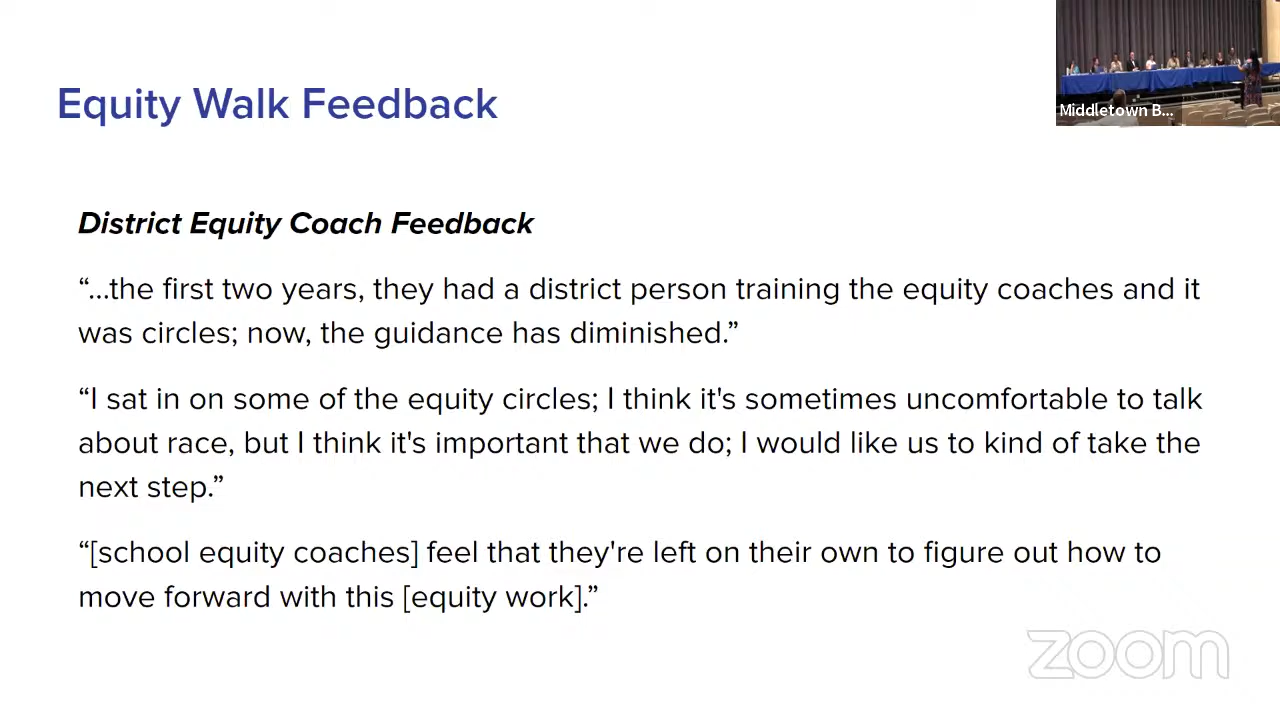 Equity Walk Feedback
Middletown B...
District Equity Coach Feedback
“...the first two years, they had a district person training the equity coaches and it
was circles; now, the guidance has diminished.”
“I sat in on some of the equity circles; I think it's sometimes uncomfortable to talk
about race, but I think it's important that we do; I would like us to kind of take the
next step.”
“[school equity coaches] feel that they're left on their own to figure out how to
move forward with this [equity work].”
zoom